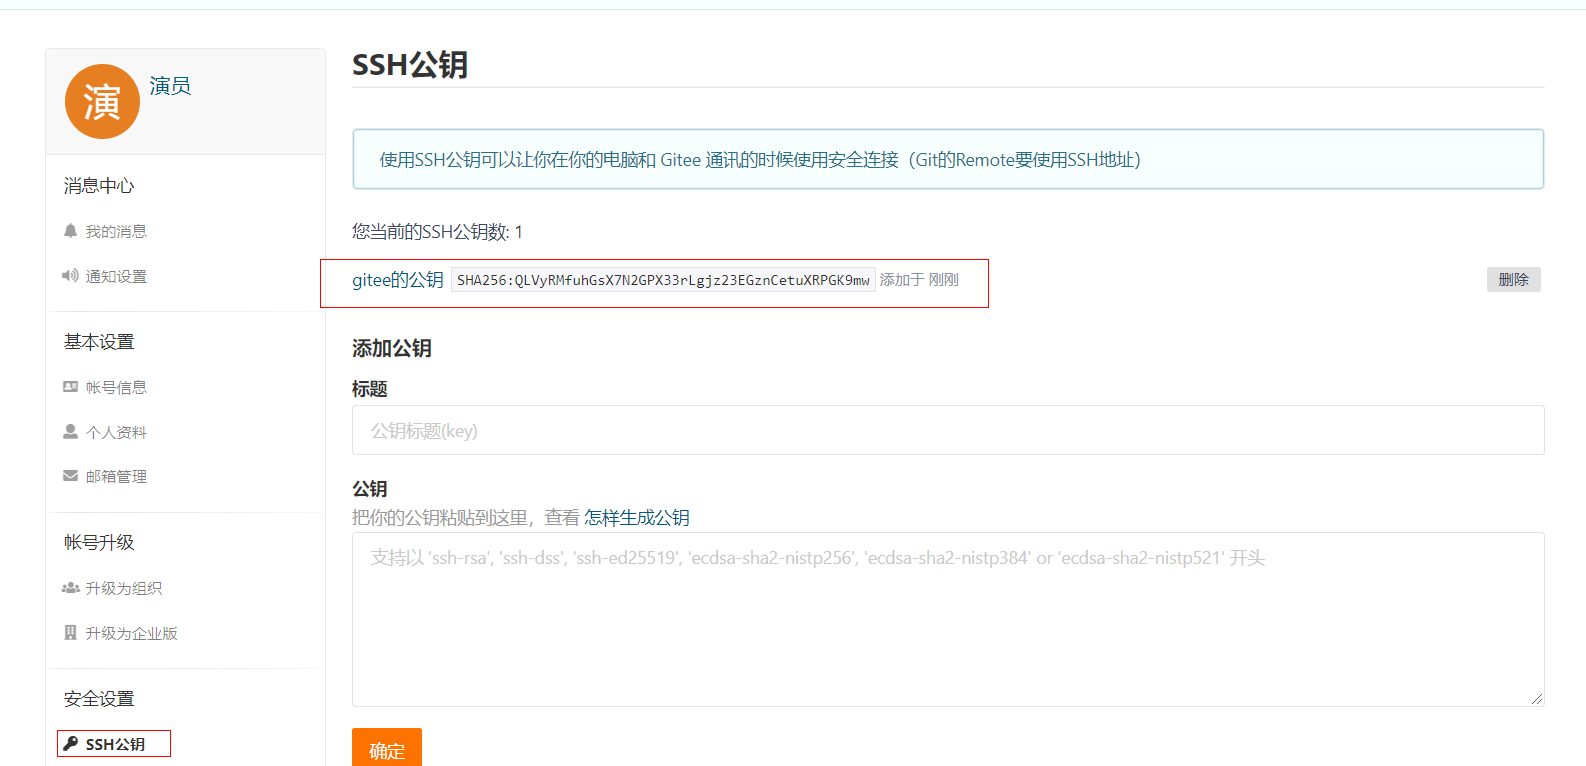 演
演员
消息中心
我的消息
通知设置
基本设置
帐号信息
个人资料
邮箱管理
帐号升级
升级为组织
升级为企业版
安全设置
SSH公钥
SSH公钥
使用SSH公钥可以让你在你的电脑和 Gitee 通讯的时候使用安全连接（Git的Remote要使用SSH地址）
您当前的SSH公钥数: 1
gitee的公钥 SHA256:QLVyRMfuhGsX7N2GPX33rLgjz23EGznCetuXRPGK9mw 添加于 刚刚 删除
添加公钥
标题
公钥标题(key)
公钥
把你的公钥粘贴到这里，查看 怎样生成公钥
支持以 'ssh-rsa', 'ssh-dss', 'ssh-ed25519', 'ecdsa-sha2-nistp256', 'ecdsa-sha2-nistp384' or 'ecdsa-sha2-nistp521' 开头
确定